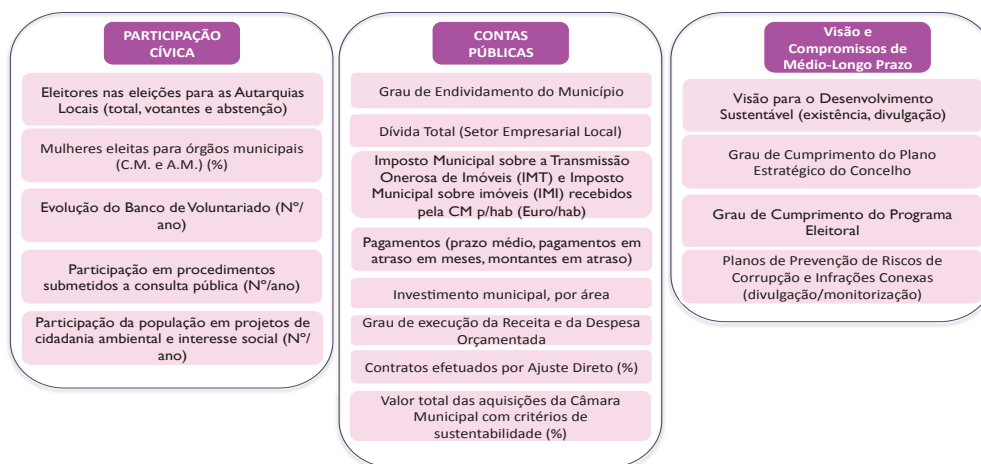 PARTICIPAÇÃO
CÍVICA
Eleitores nas eleições para as Autarquias
Locais (total, votantes e abstenção)
Mulheres eleitas para órgãos municipais
(C.M. e A.M.) (%)
Evolução do Banco de Voluntariado (Nº/
ano)
Participação em procedimentos
submetidos a consulta pública (Nº/ano)
Participação da população em projetos de
cidadania ambiental e interesse social (Nº/
ano)
CONTAS
PÚBLICAS
Grau de Endividamento do Município
Dívida Total (Setor Empresarial Local)
Imposto Municipal sobre a Transmissão
Onerosa de Imóveis (IMT) e Imposto
Municipal sobre imóveis (IMI) recebidos
pela CM p/hab (Euro/hab)
Pagamentos (prazo médio, pagamentos em
atraso em meses, montantes em atraso)
Investimento municipal, por área
Grau de execução da Receita e da Despesa
Orçamentada
Contratos efetuados por Ajuste Direto (%)
Valor total das aquisições da Câmara
Municipal com critérios de
sustentabilidade (%)
Visão e
Compromissos de
Médio-Longo Prazo
Visão para o Desenvolvimento
Sustentável (existência, divulgação)
Grau de Cumprimento do Plano
Estratégico do Concelho
Grau de Cumprimento do Programa
Eleitoral
Planos de Prevenção de Riscos de
Corrupção e Infrações Conexas
(divulgação/monitorização)